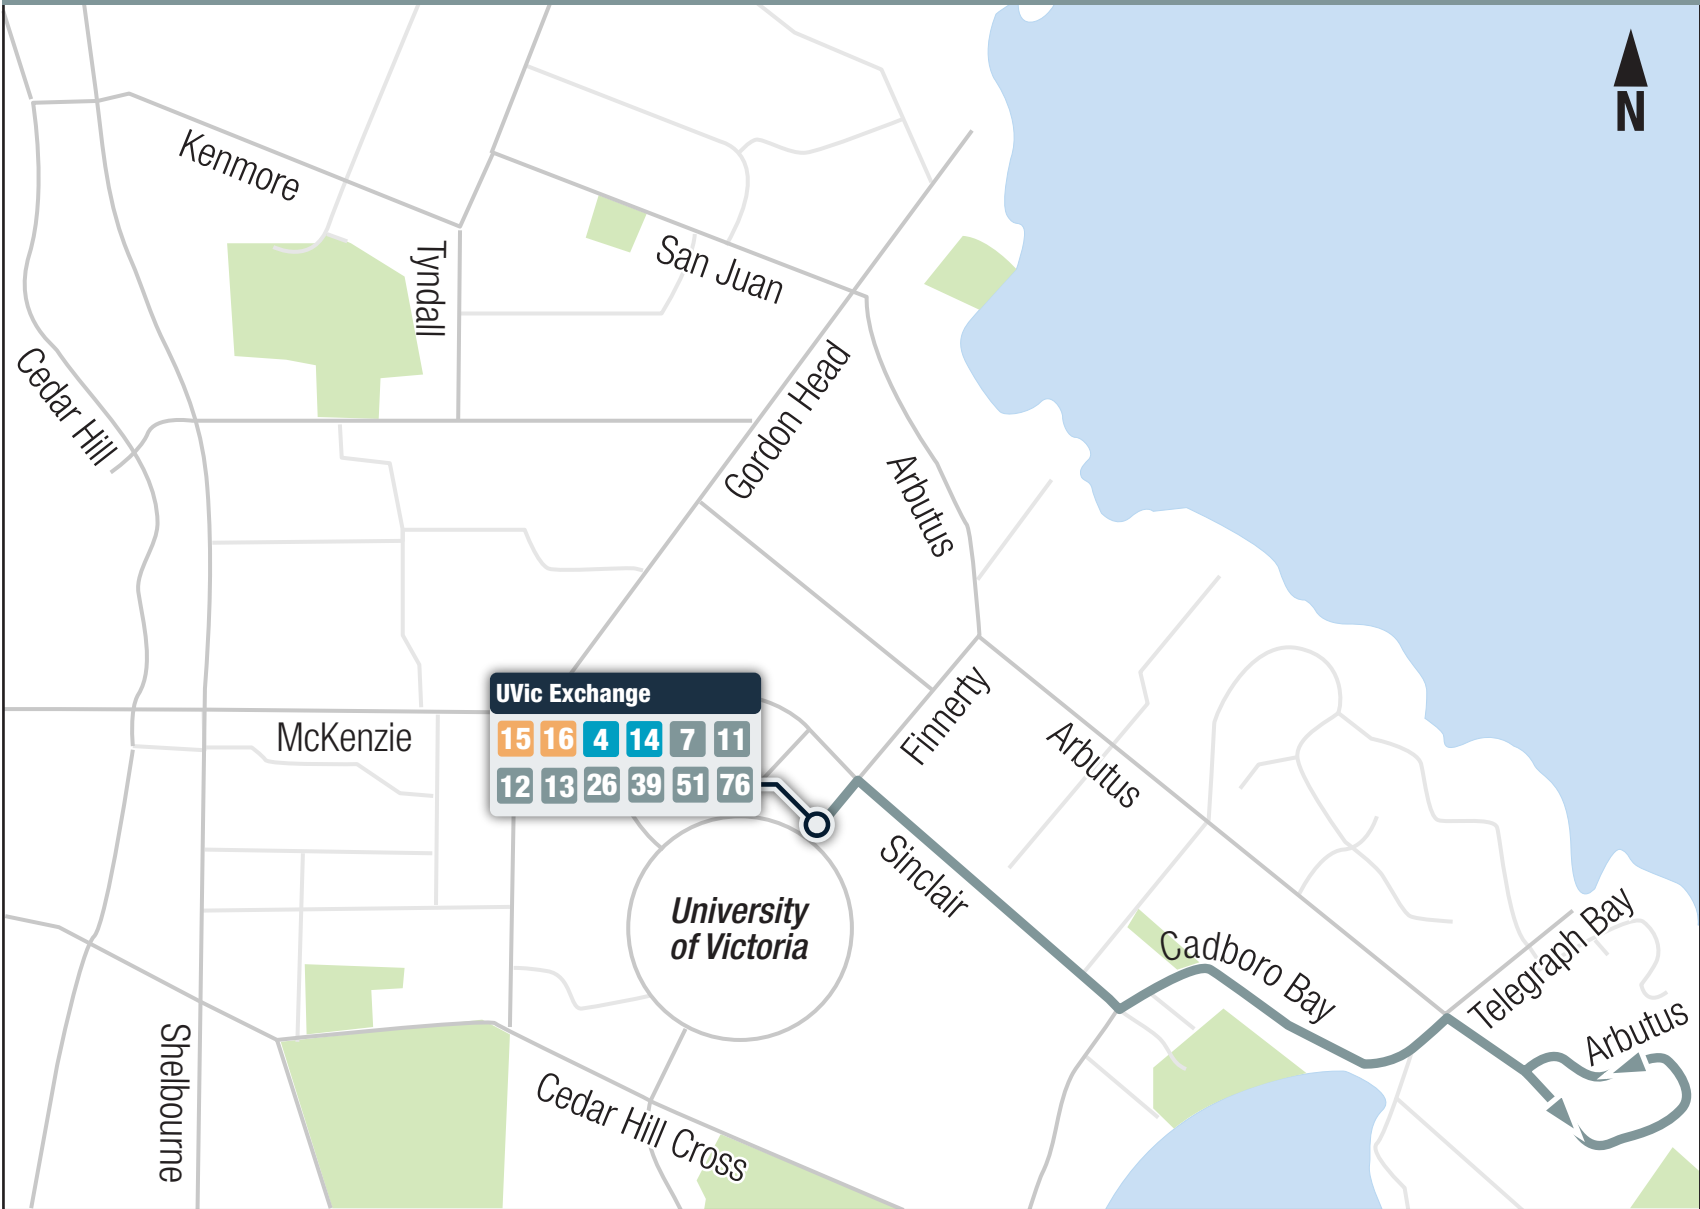 N
Kenmore
Tyndall
San Juan
Cedar Hill
Gordon Head
Arbutus
UVic Exchange
15 16 4 14 7 11
12 13 26 39 51 76
McKenzie
Finnerty
Arbutus
Sinclair
University
of Victoria
Cadboro Bay
Telegraph Bay
Arbutus
Shelbourne
Cedar Hill Cross